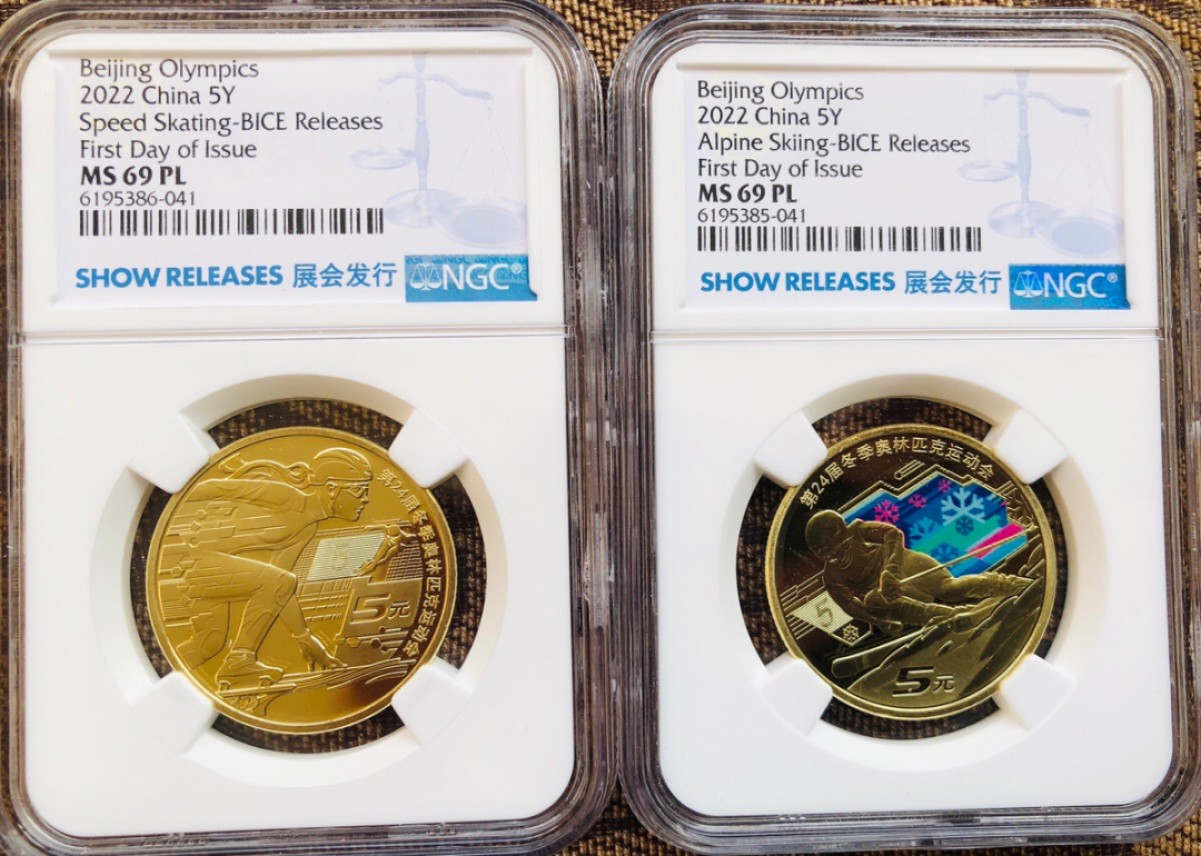 Beijing Olympics
2022 China 5Y
Speed Skating-BICE Releases
First Day of Issue
MS 69 PL
6195386-041
SHOW RELEASES 展会发行 NGC®
第24届冬季奥林匹克运动会
5
5元
Beijing Olympics
2022 China 5Y
Alpine Skiing-BICE Releases
First Day of Issue
MS 69 PL
6195385-041
SHOW RELEASES 展会发行 NGC®
第24届冬季奥林匹克运动会
5
5元